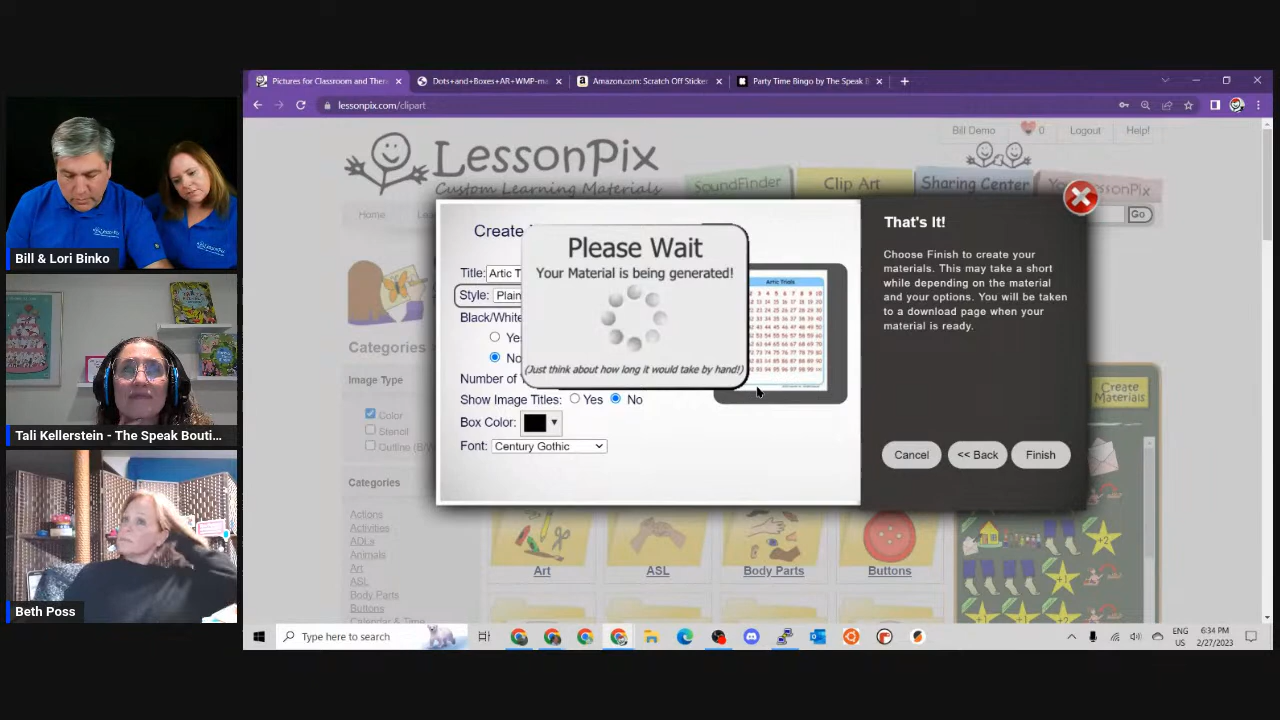 Pictures for Classroom and Thera
Dots+and+Boxes+AR+WMP-ma
Amazon.com: Scratch Off Sticker
Party Time Bingo by The Speak B
lessonpix.com/clipart
Bill Demo
0
Logout
Help!
LessonPix
Custom Learning Materials
SoundFinder
Clip Art
Sharing Center
LessonPix
Home
Go
Create
Please Wait
Your Material is being generated!
(Just think about how long it would take by hand!)
Title: Artic T
Style: Plain
Black/White
Yes
No
Number of
Show Image Titles: Yes No
Box Color:
Font: Century Gothic
Artic Trials
That's It!
Choose Finish to create your
materials. This may take a short
while depending on the material
and your options. You will be taken
to a download page when your
material is ready.
Cancel
<< Back
Finish
Categories
Image Type
Color
Stencil
Outline (B/W
Categories
Actions
Activities
ADLs
Animals
Art
ASL
Body Parts
Buttons
Art
ASL
Body Parts
Buttons
Create
Materials
+2
Bill & Lori Binko
Tali Kellerstein - The Speak Bouti...
Beth Poss
Type here to search
ENG
US
6:34 PM
2/27/2023